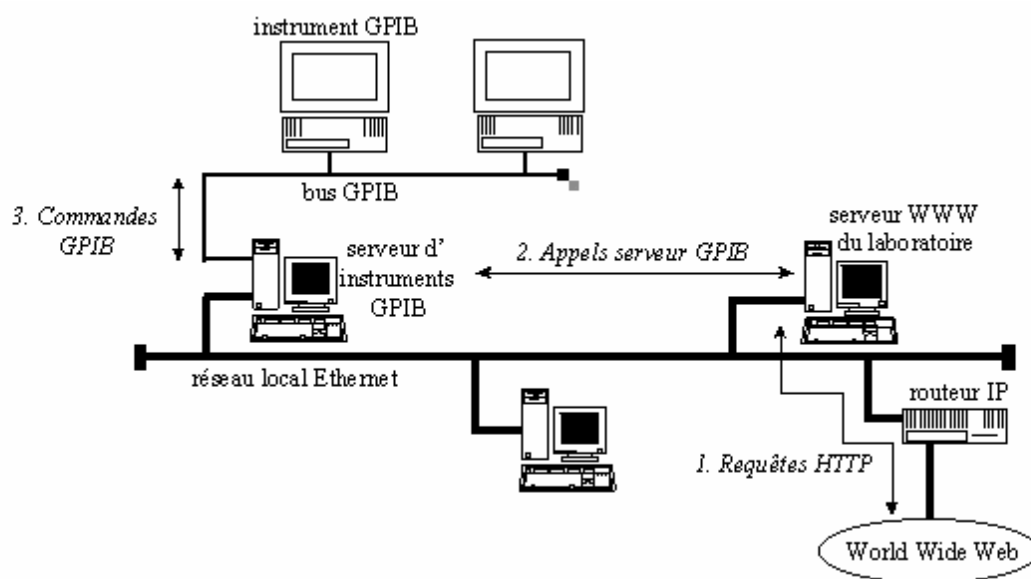 instrument GPIB
bus GPIB
3. Commandes
GPIB
serveur d'
instruments
GPIB
2. Appels serveur GPIB
serveur WWW
du laboratoire
réseau local Ethernet
routeur IP
1. Requêtes HTTP
World Wide Web